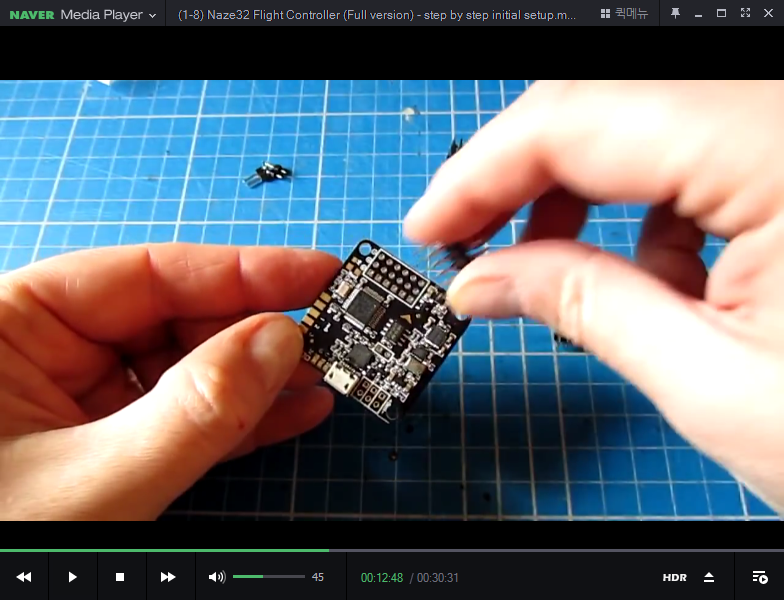 NAVER Media Player
(1-8) Naze32 Flight Controller (Full version) - step by step initial setup.m...
퀵메뉴
45
00:12:48 / 00:30:31
HDR